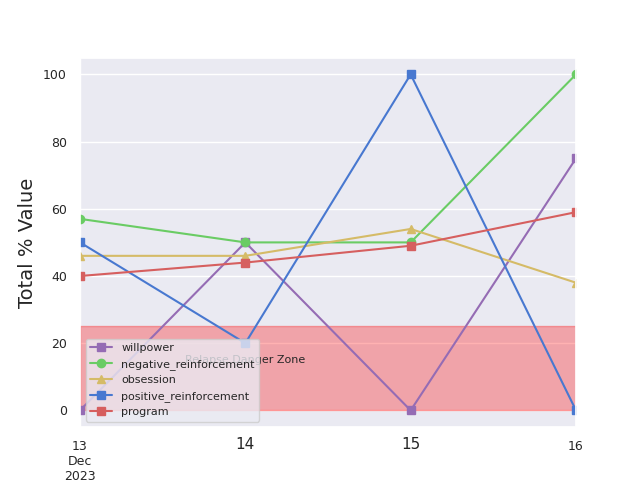 100
80
60
40
20
0
Total % Value
Relapse Danger Zone
willpower
negative_reinforcement
obsession
positive_reinforcement
program
13
Dec
2023
14
15
16